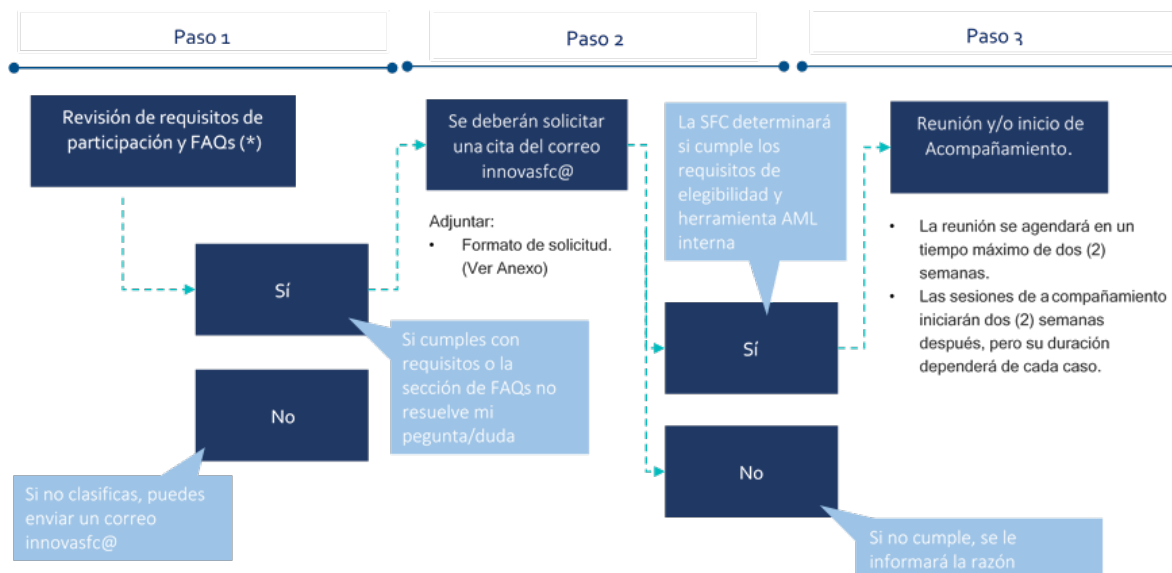 Paso 1
Paso 2
Paso 3
Revisión de requisitos de
participación y FAQs (*)
Sí
Si cumples con
requisitos o la
sección de FAQs no
resuelve mi
pegunta/duda
No
Si no clasificas, puedes
enviar un correo
innovasfc@
Se deberán solicitar
una cita del correo
innovasfc@
Adjuntar:
• Formato de solicitud.
(Ver Anexo)
La SFC determinará
si cumple los
requisitos de
elegibilidad y
herramienta AML
interna
Sí
No
Si no cumple, se le
informará la razón
Reunión y/o inicio de
Acompañamiento.
• La reunión se agendará en un
tiempo máximo de dos (2)
semanas.
• Las sesiones de a compañamiento
iniciarán dos (2) semanas
después, pero su duración
dependerá de cada caso.